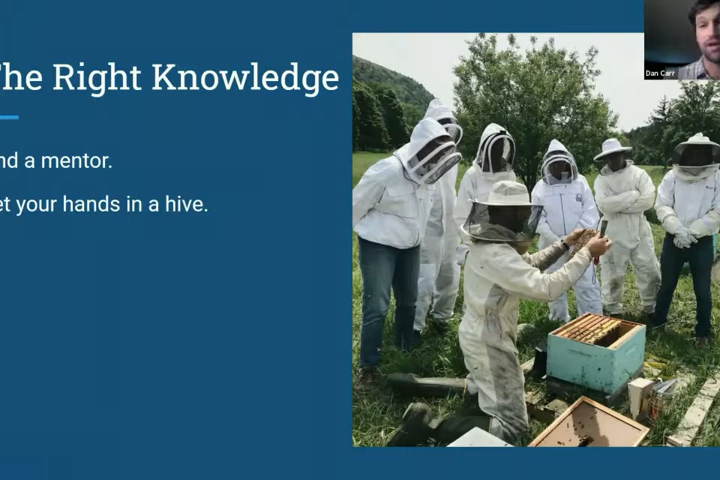 The Right Knowledge
nd a mentor.
et your hands in a hive.
Dan Carr